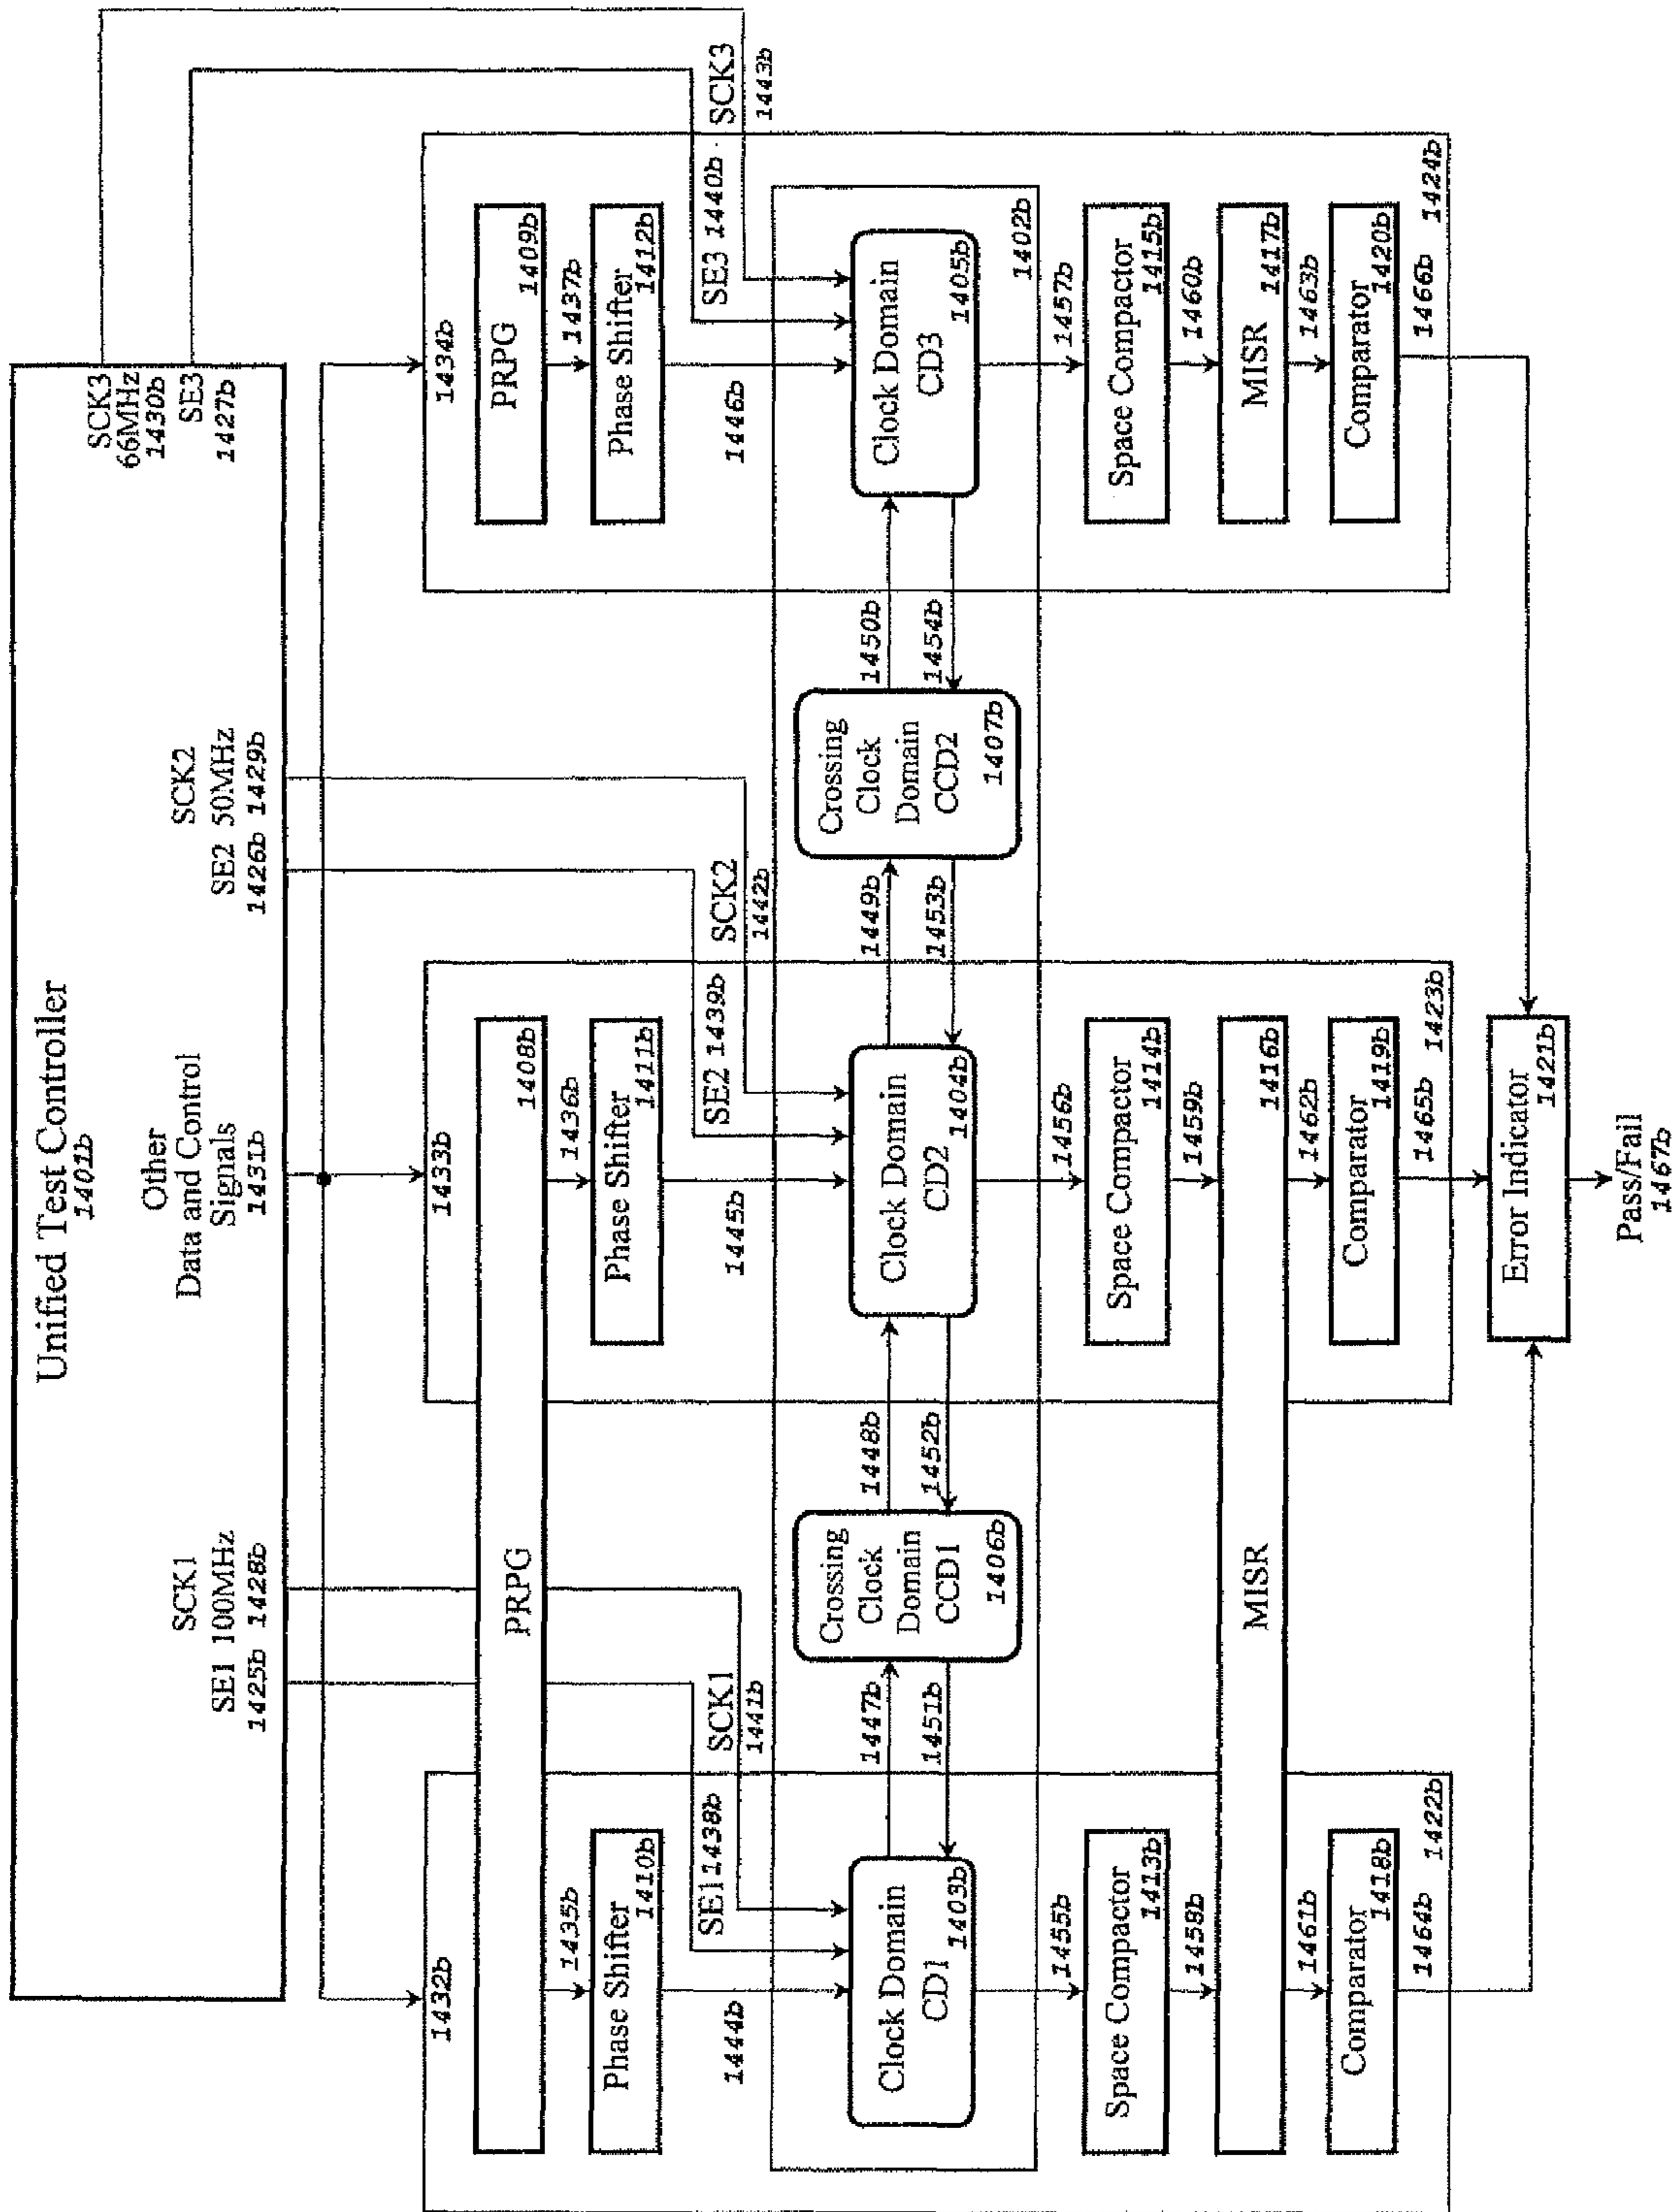 Unified Test Controller
1401b
SCK1
SE1 100MHz
1425b 1428b
Other
Data and Control
Signals
1431b
SCK2
SE2 50MHz
1426b 1429b
SCK3
66MHz
1430b
SE3
1427b
1432b
1433b
1434b
PRPG
1408b
PRPG
1409b
1435b
1436b
1437b
Phase Shifter
1410b
Phase Shifter
1411b
Phase Shifter
1412b
1444b
SE1 1438b
SCK1
1441b
1445b
SE2 1439b
SCK2
1442b
1446b
SE3 1440b
SCK3
1443b
Clock Domain
CD1
1403b
1447b
1451b
Crossing
Clock
Domain
CCD1
1406b
1448b
1452b
Clock Domain
CD2
1404b
1449b
1453b
Crossing
Clock
Domain
CCD2
1407b
1450b
1454b
Clock Domain
CD3
1405b
1402b
1455b
1456b
1457b
Space Compactor
1413b
Space Compactor
1414b
Space Compactor
1415b
1458b
1459b
1460b
MISR
1416b
MISR
1417b
1461b
1462b
1463b
Comparator
1418b
Comparator
1419b
Comparator
1420b
1464b
1422b
1465b
1423b
1466b
1424b
Error Indicator
1421b
Pass/Fail
1467b